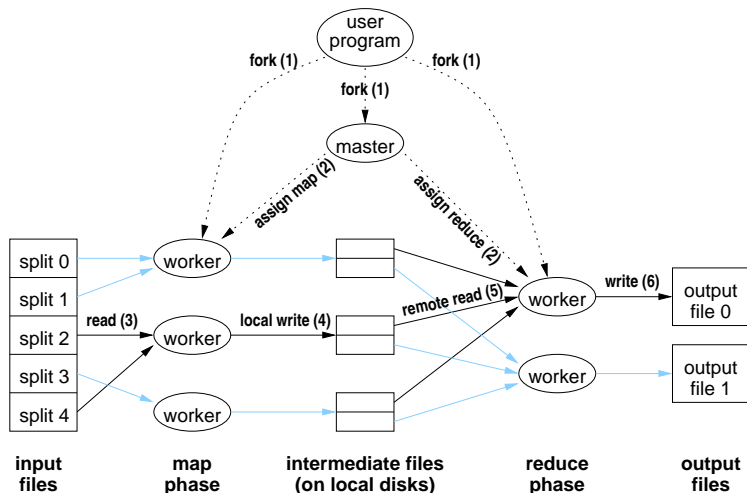 user
program
fork (1)
fork (1)
fork (1)
master
assign map (2)
assign reduce (2)
split 0
split 1
split 2
split 3
split 4
worker
worker
worker
read (3)
local write (4)
remote read (5)
worker
worker
write (6)
output
file 0
output
file 1
input
files
map
phase
intermediate files
(on local disks)
reduce
phase
output
files